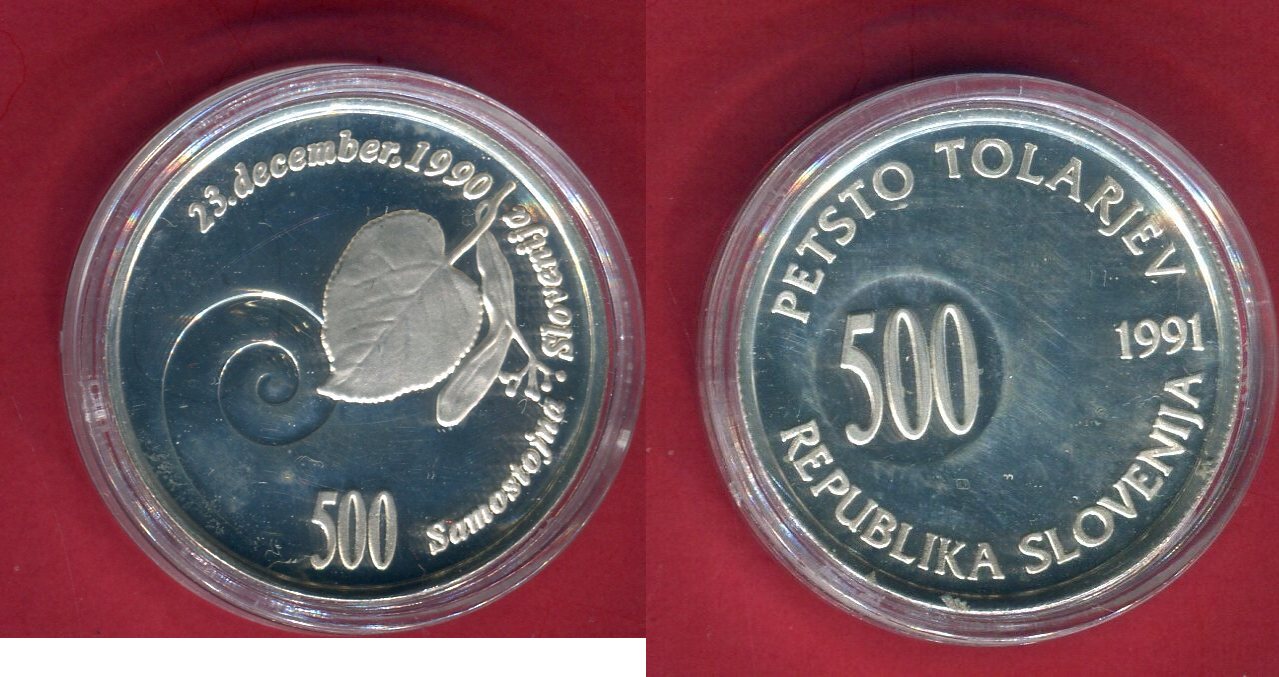 23.december,1990
Samostojna Slovenija
500
PETSTO TOLARJEV
500
1991
REPUBLIKA SLOVENIJA